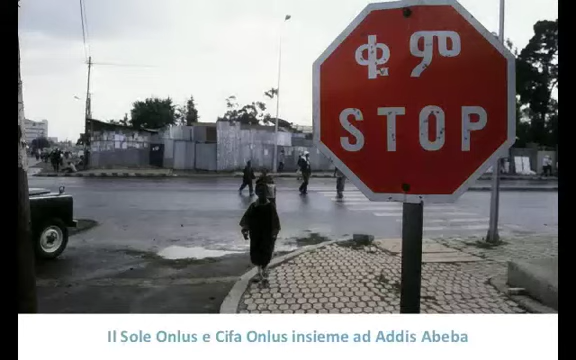 ቁም
STOP
Il Sole Onlus e Cifa Onlus insieme ad Addis Abeba